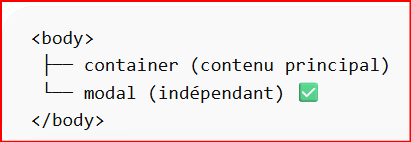 <body>
├── container (contenu principal)
└── modal (indépendant) ✅
</body>